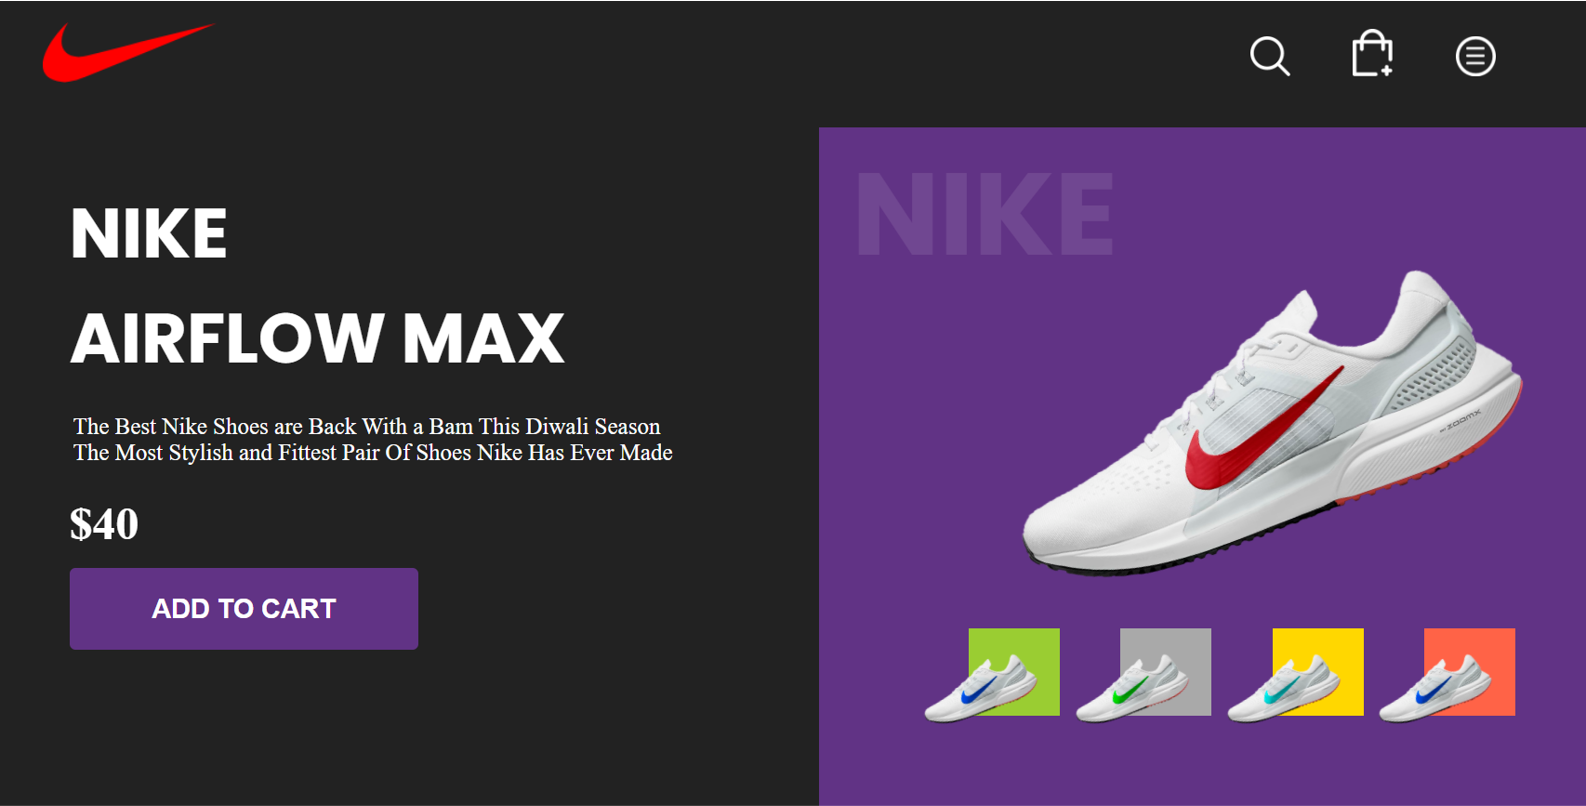 NIKE
NIKE
AIRFLOW MAX
The Best Nike Shoes are Back With a Bam This Diwali Season
The Most Stylish and Fittest Pair Of Shoes Nike Has Ever Made
$40
ADD TO CART
ZOOMX